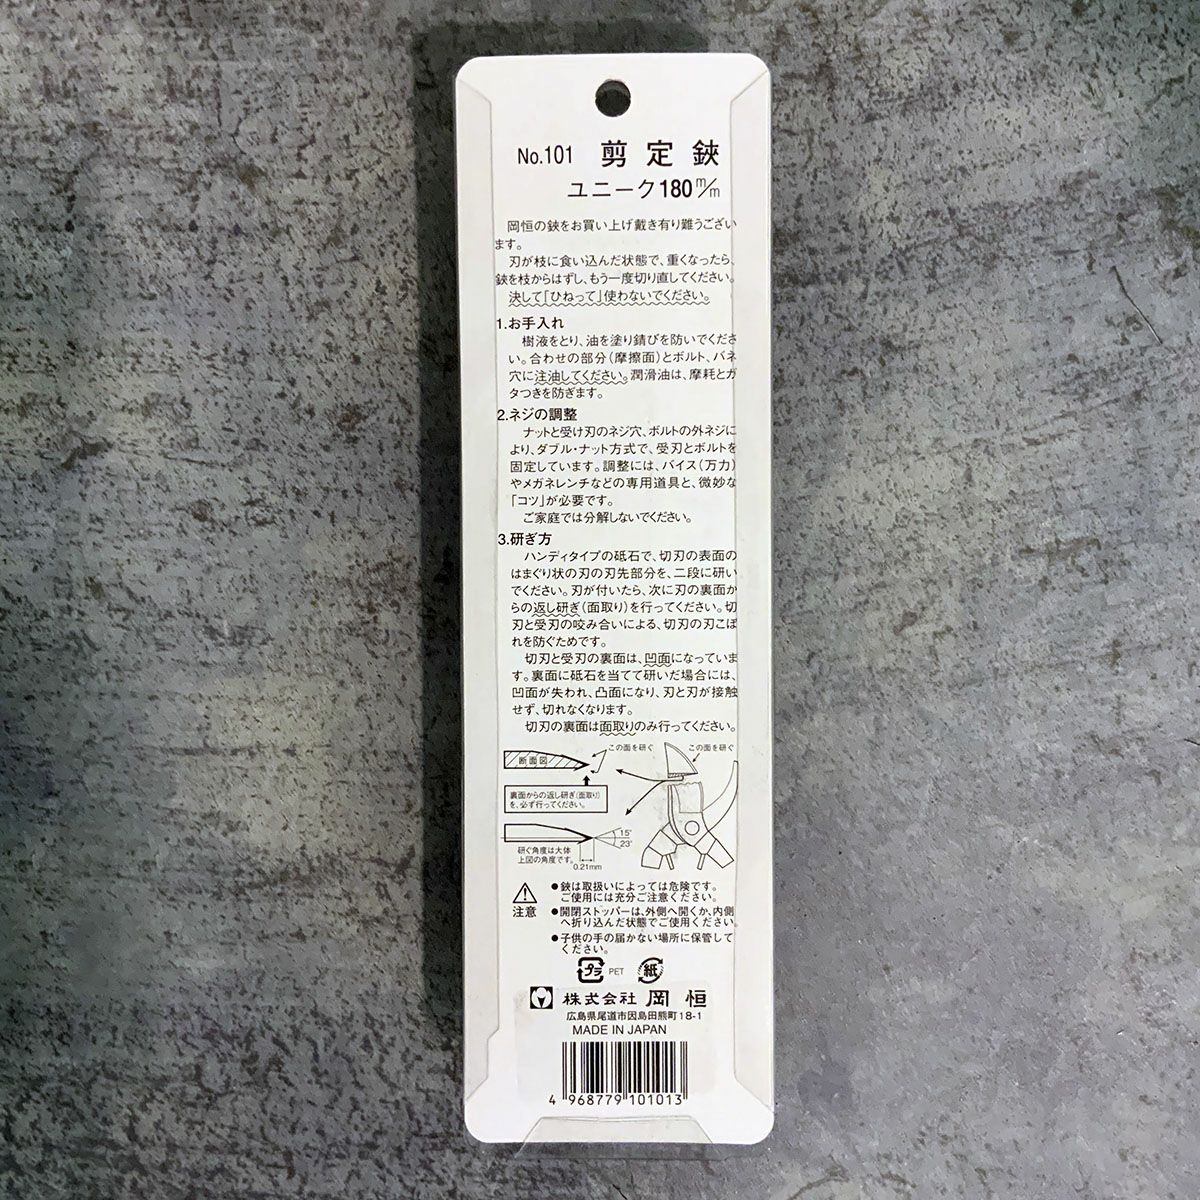 No.101 剪定鋏
ユニーク180m/m
岡恒の鋏をお買い上げ戴き有り難うござい
ます。
刃が枝に食い込んだ状態で、重くなったら、
鋏を枝からはずし、もう一度切り直してください。
決して「ひねって」使わないでください。
1.お手入れ
樹液をとり、油を塗り錆びを防いでくださ
い。合わせの部分(摩擦面)とボルト、バネ
穴に注油してください。潤滑油は、摩耗とガ
タつきを防ぎます。
2.ネジの調整
ナットと受け刃のネジ穴、ボルトの外ネジに
より、ダブル・ナット方式で、受刃とボルトを
固定しています。調整には、バイス(万力)
やメガネレンチなどの専用道具と、微妙な
「コツ」が必要です。
ご家庭では分解しないでください。
3.研ぎ方
ハンディタイプの砥石で、切刃の表面の
はまぐり状の刃の刃先部分を、二段に研い
でください。刃が付いたら、次に刃の裏面か
らの返し研ぎ(面取り)を行ってください。切
刃と受刃の咬み合いによる、切刃の刃こぼ
れを防ぐためです。
切刃と受刃の裏面は、凹面になっていま
す。裏面に砥石を当てて研いだ場合には、
凹面が失われ、凸面になり、刃と刃が接触
せず、切れなくなります。
切刃の裏面は面取りのみ行ってください。
断面図
この面を研ぐ
この面を研ぐ
裏面からの返し研ぎ(面取り)
を、必ず行ってください。
15°
23°
研ぐ角度は大体
上図の角度です。
0.21mm
注意
●鋏は取扱いによっては危険です。
ご使用には充分ご注意ください。
●開閉ストッパーは、外側へ開くか、内側
へ折り込んだ状態でご使用ください。
●子供の手の届かない場所に保管して
ください。
プラ PET 紙
株式会社 岡恒
広島県尾道市因島田熊町18-1
MADE IN JAPAN
4 968779 101013